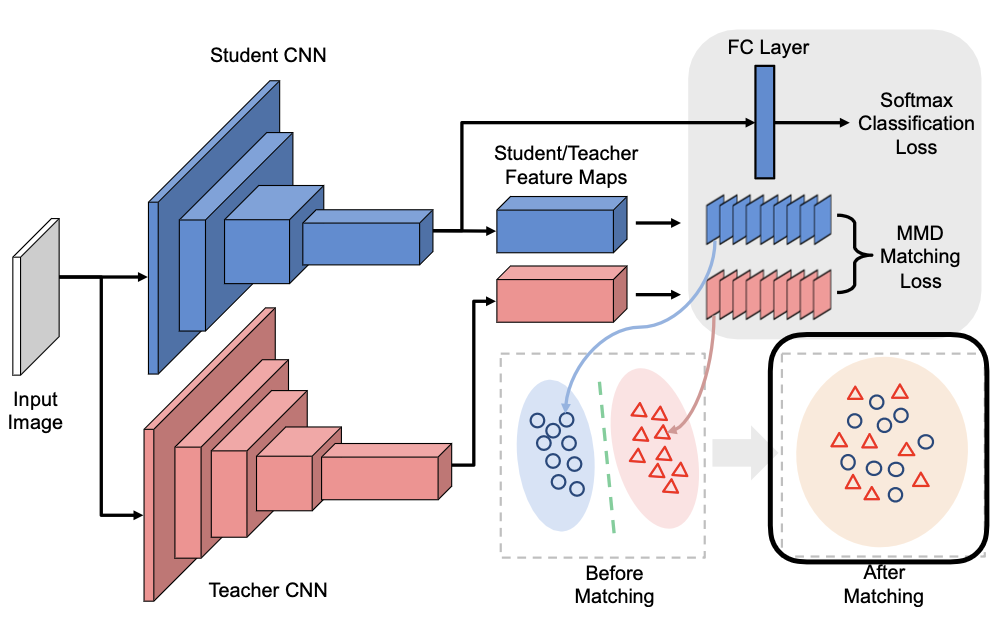 Student CNN
FC Layer
Softmax
Classification
Loss
Student/Teacher
Feature Maps
MMD
Matching
Loss
Input
Image
Teacher CNN
Before
Matching
After
Matching